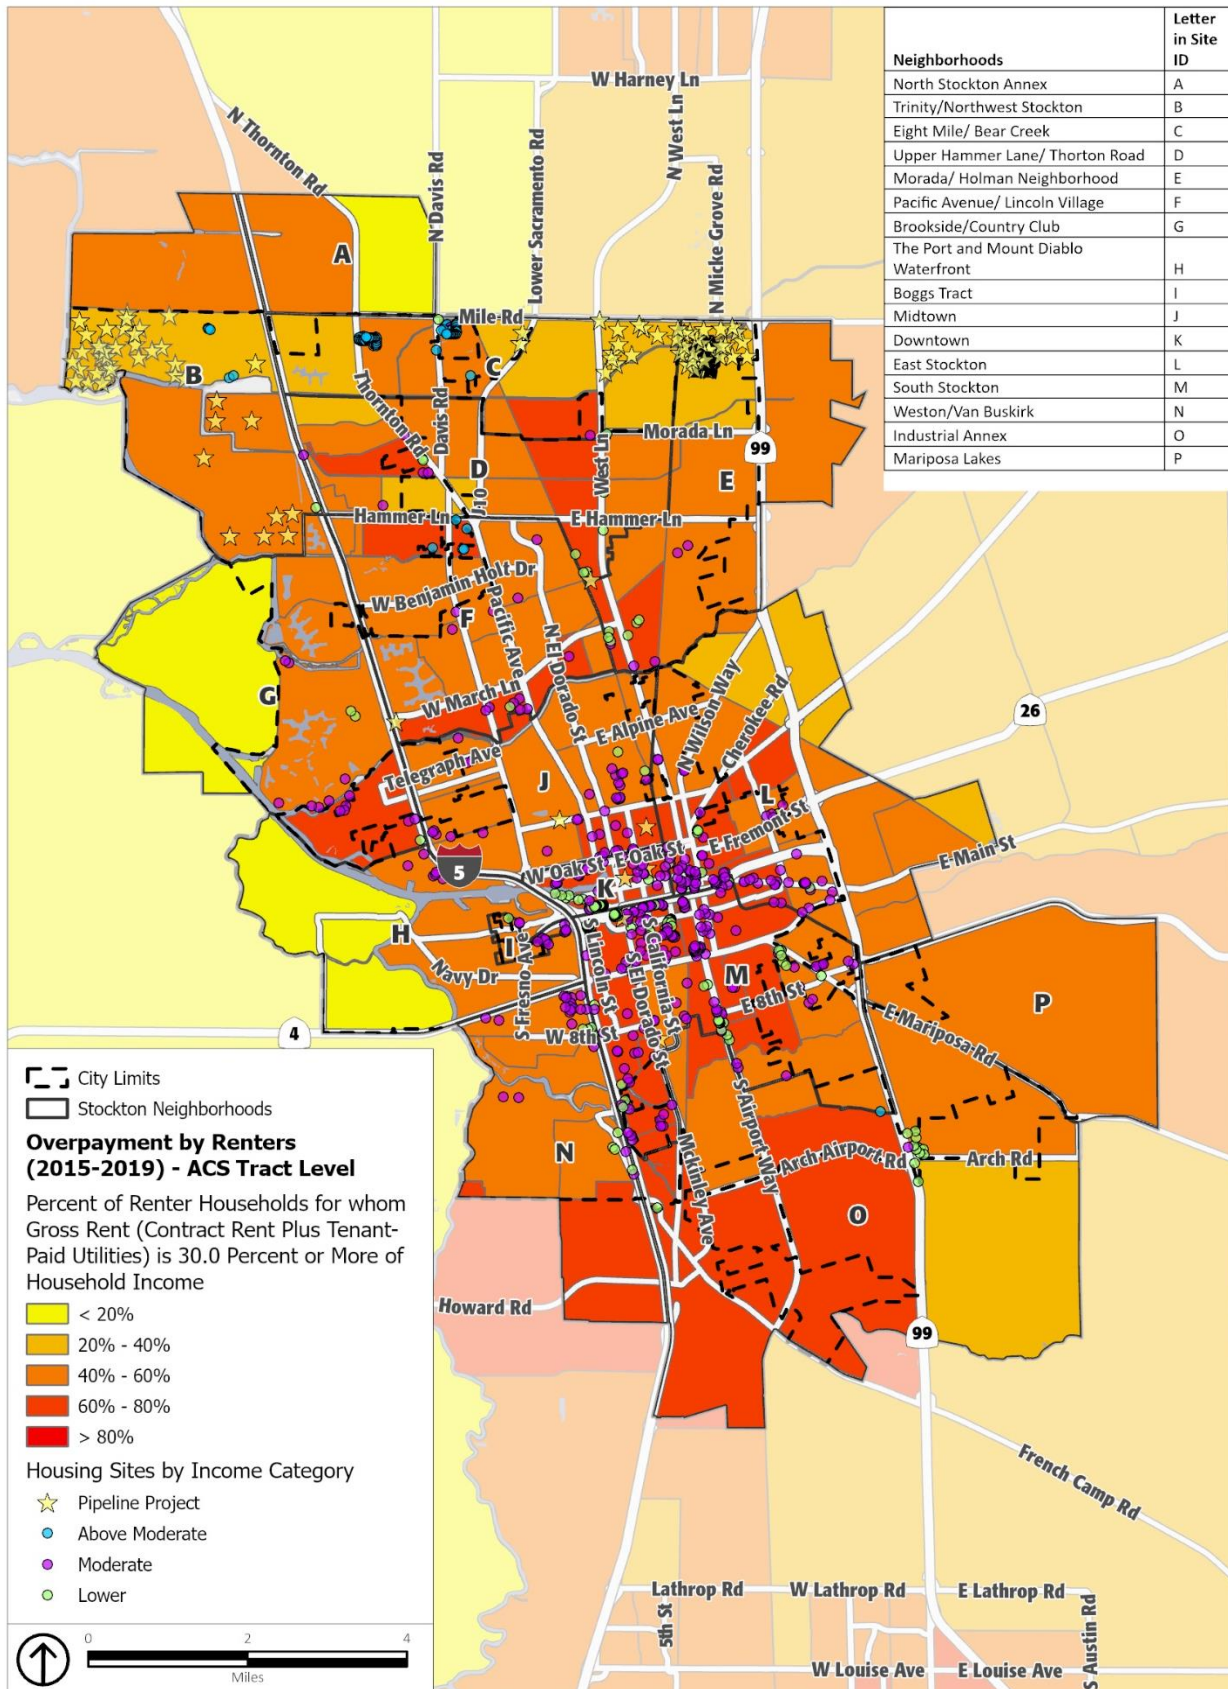 Neighborhoods
Letter
in Site
ID
North Stockton Annex A
Trinity/Northwest Stockton B
Eight Mile/ Bear Creek C
Upper Hammer Lane/ Thorton Road D
Morada/ Holman Neighborhood E
Pacific Avenue/ Lincoln Village F
Brookside/Country Club G
The Port and Mount Diablo
Waterfront H
Boggs Tract I
Midtown J
Downtown K
East Stockton L
South Stockton M
Weston/Van Buskirk N
Industrial Annex O
Mariposa Lakes P
W Harney Ln
N Thornton Rd
N Davis Rd
Lower Sacramento Rd
N West Ln
N Micke Grove Rd
A
Mile Rd
B
C
Thornton Rd
Davis Rd
D
J 10
West Ln
Morada Ln
99
E
Hammer Ln
E Hammer Ln
W Benjamin Holt Dr
F
Pacific Ave
N El Dorado St
G
W March Ln
E Alpine Ave
N Wilson Way
Cherokee Rd
26
Telegraph Ave
J
L
E Fremont St
E Main St
W Oak St
E Oak St
5
K
H
I
Navy Dr
S Fresno Ave
S Lincoln St
S California St
S El Dorado St
M
E 8th St
P
E Mariposa Rd
4
W 8th St
S Airport Way
N
Mckinley Ave
Arch Airport Rd
Arch Rd
O
Howard Rd
99
French Camp Rd
Lathrop Rd
W Lathrop Rd
E Lathrop Rd
5th St
S Austin Rd
W Louise Ave
E Louise Ave
City Limits
Stockton Neighborhoods
Overpayment by Renters
(2015-2019) - ACS Tract Level
Percent of Renter Households for whom
Gross Rent (Contract Rent Plus Tenant-
Paid Utilities) is 30.0 Percent or More of
Household Income
< 20%
20% - 40%
40% - 60%
60% - 80%
> 80%
Housing Sites by Income Category
Pipeline Project
Above Moderate
Moderate
Lower
0 2 4
Miles